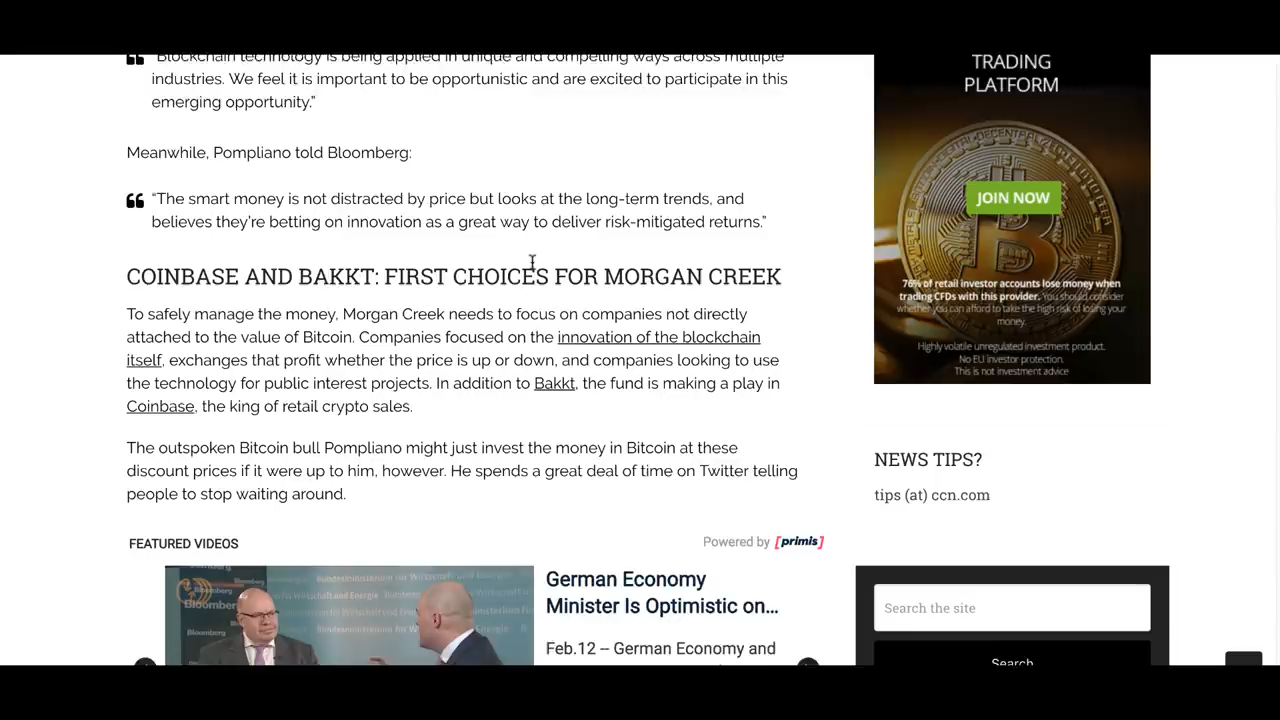 “Blockchain technology is being applied in unique and compelling ways across multiple
industries. We feel it is important to be opportunistic and are excited to participate in this
emerging opportunity.”
Meanwhile, Pompliano told Bloomberg:
“The smart money is not distracted by price but looks at the long-term trends, and
believes they’re betting on innovation as a great way to deliver risk-mitigated returns.”
COINBASE AND BAKKT: FIRST CHOICES FOR MORGAN CREEK
To safely manage the money, Morgan Creek needs to focus on companies not directly
attached to the value of Bitcoin. Companies focused on the innovation of the blockchain
itself, exchanges that profit whether the price is up or down, and companies looking to use
the technology for public interest projects. In addition to Bakkt, the fund is making a play in
Coinbase, the king of retail crypto sales.
The outspoken Bitcoin bull Pompliano might just invest the money in Bitcoin at these
discount prices if it were up to him, however. He spends a great deal of time on Twitter telling
people to stop waiting around.
FEATURED VIDEOS
Powered by [primis]
Bloomberg
Bloomberg
German Economy
Minister Is Optimistic on...
Feb.12 -- German Economy and
TRADING
PLATFORM
JOIN NOW
76% of retail investor accounts lose money when
trading CFDs with this provider. You should consider
whether you can afford to take the high risk of losing your
money.
Highly volatile unregulated investment product.
No EU investor protection.
This is not investment advice
NEWS TIPS?
tips (at) ccn.com
Search the site
Search